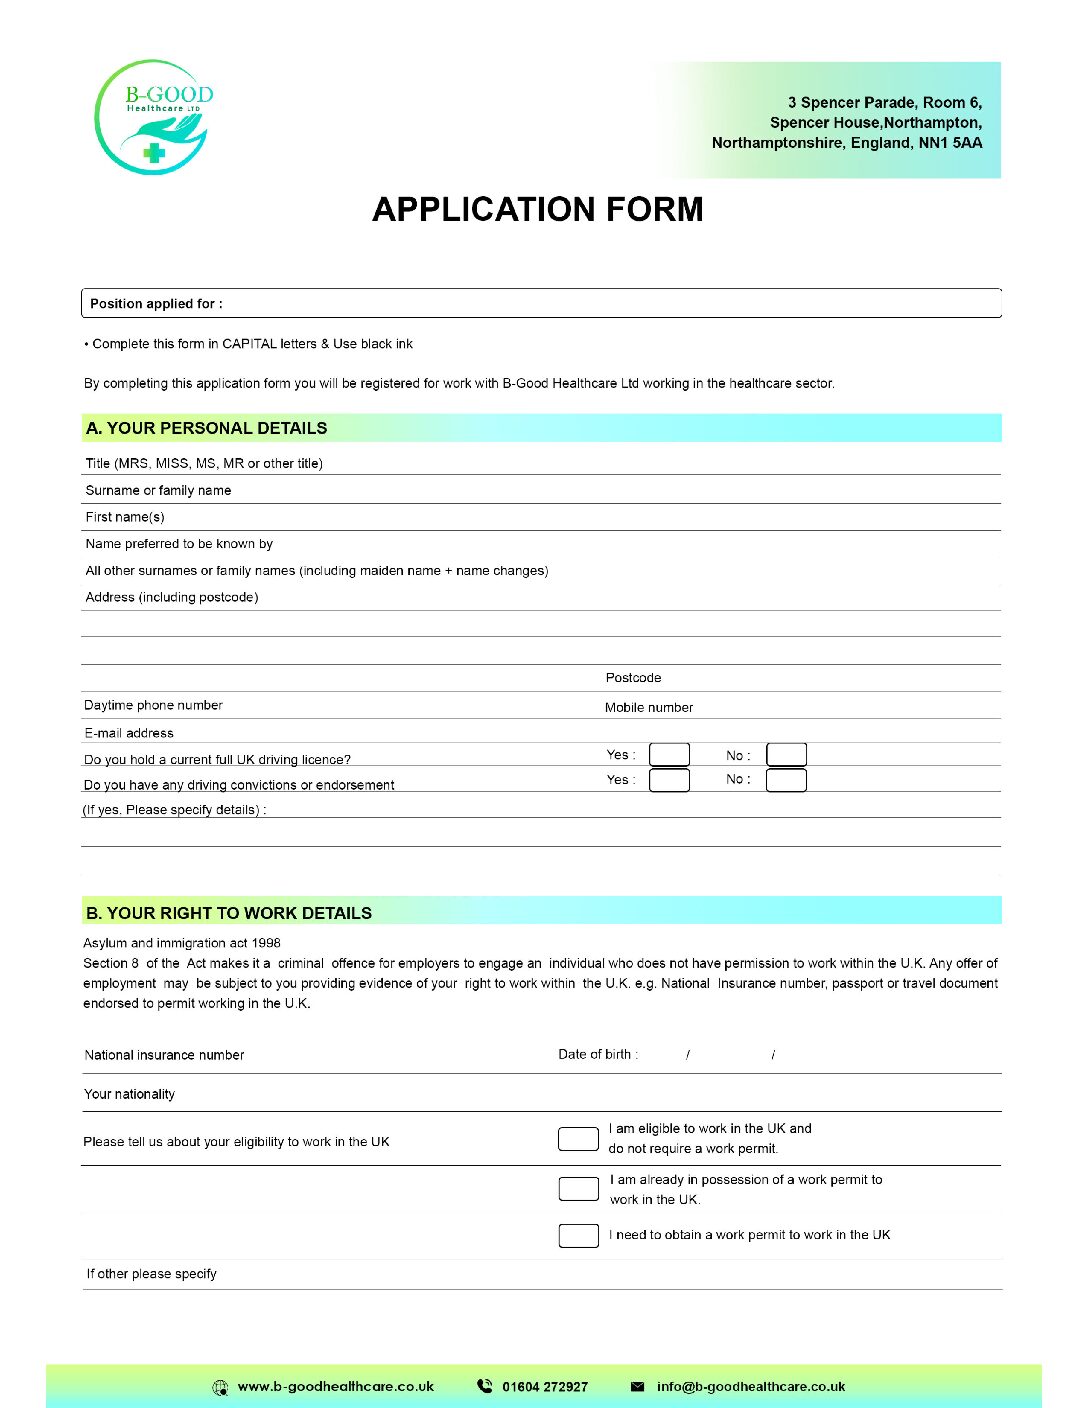 B-GOOD
Healthcare LTD
3 Spencer Parade, Room 6,
Spencer House,Northampton,
Northamptonshire, England, NN1 5AA
APPLICATION FORM
Position applied for :
• Complete this form in CAPITAL letters & Use black ink
By completing this application form you will be registered for work with B-Good Healthcare Ltd working in the healthcare sector.
A. YOUR PERSONAL DETAILS
Title (MRS, MISS, MS, MR or other title)
Surname or family name
First name(s)
Name preferred to be known by
All other surnames or family names (including maiden name + name changes)
Address (including postcode)
Postcode
Daytime phone number Mobile number
E-mail address
Do you hold a current full UK driving licence? Yes : No :
Do you have any driving convictions or endorsement Yes : No :
(If yes. Please specify details) :
B. YOUR RIGHT TO WORK DETAILS
Asylum and immigration act 1998
Section 8 of the Act makes it a criminal offence for employers to engage an individual who does not have permission to work within the U.K. Any offer of
employment may be subject to you providing evidence of your right to work within the U.K. e.g. National Insurance number, passport or travel document
endorsed to permit working in the U.K.
National insurance number Date of birth : / /
Your nationality
Please tell us about your eligibility to work in the UK
I am eligible to work in the UK and
do not require a work permit.
I am already in possession of a work permit to
work in the UK.
I need to obtain a work permit to work in the UK
If other please specify
www.b-goodhealthcare.co.uk 01604 272927 info@b-goodhealthcare.co.uk